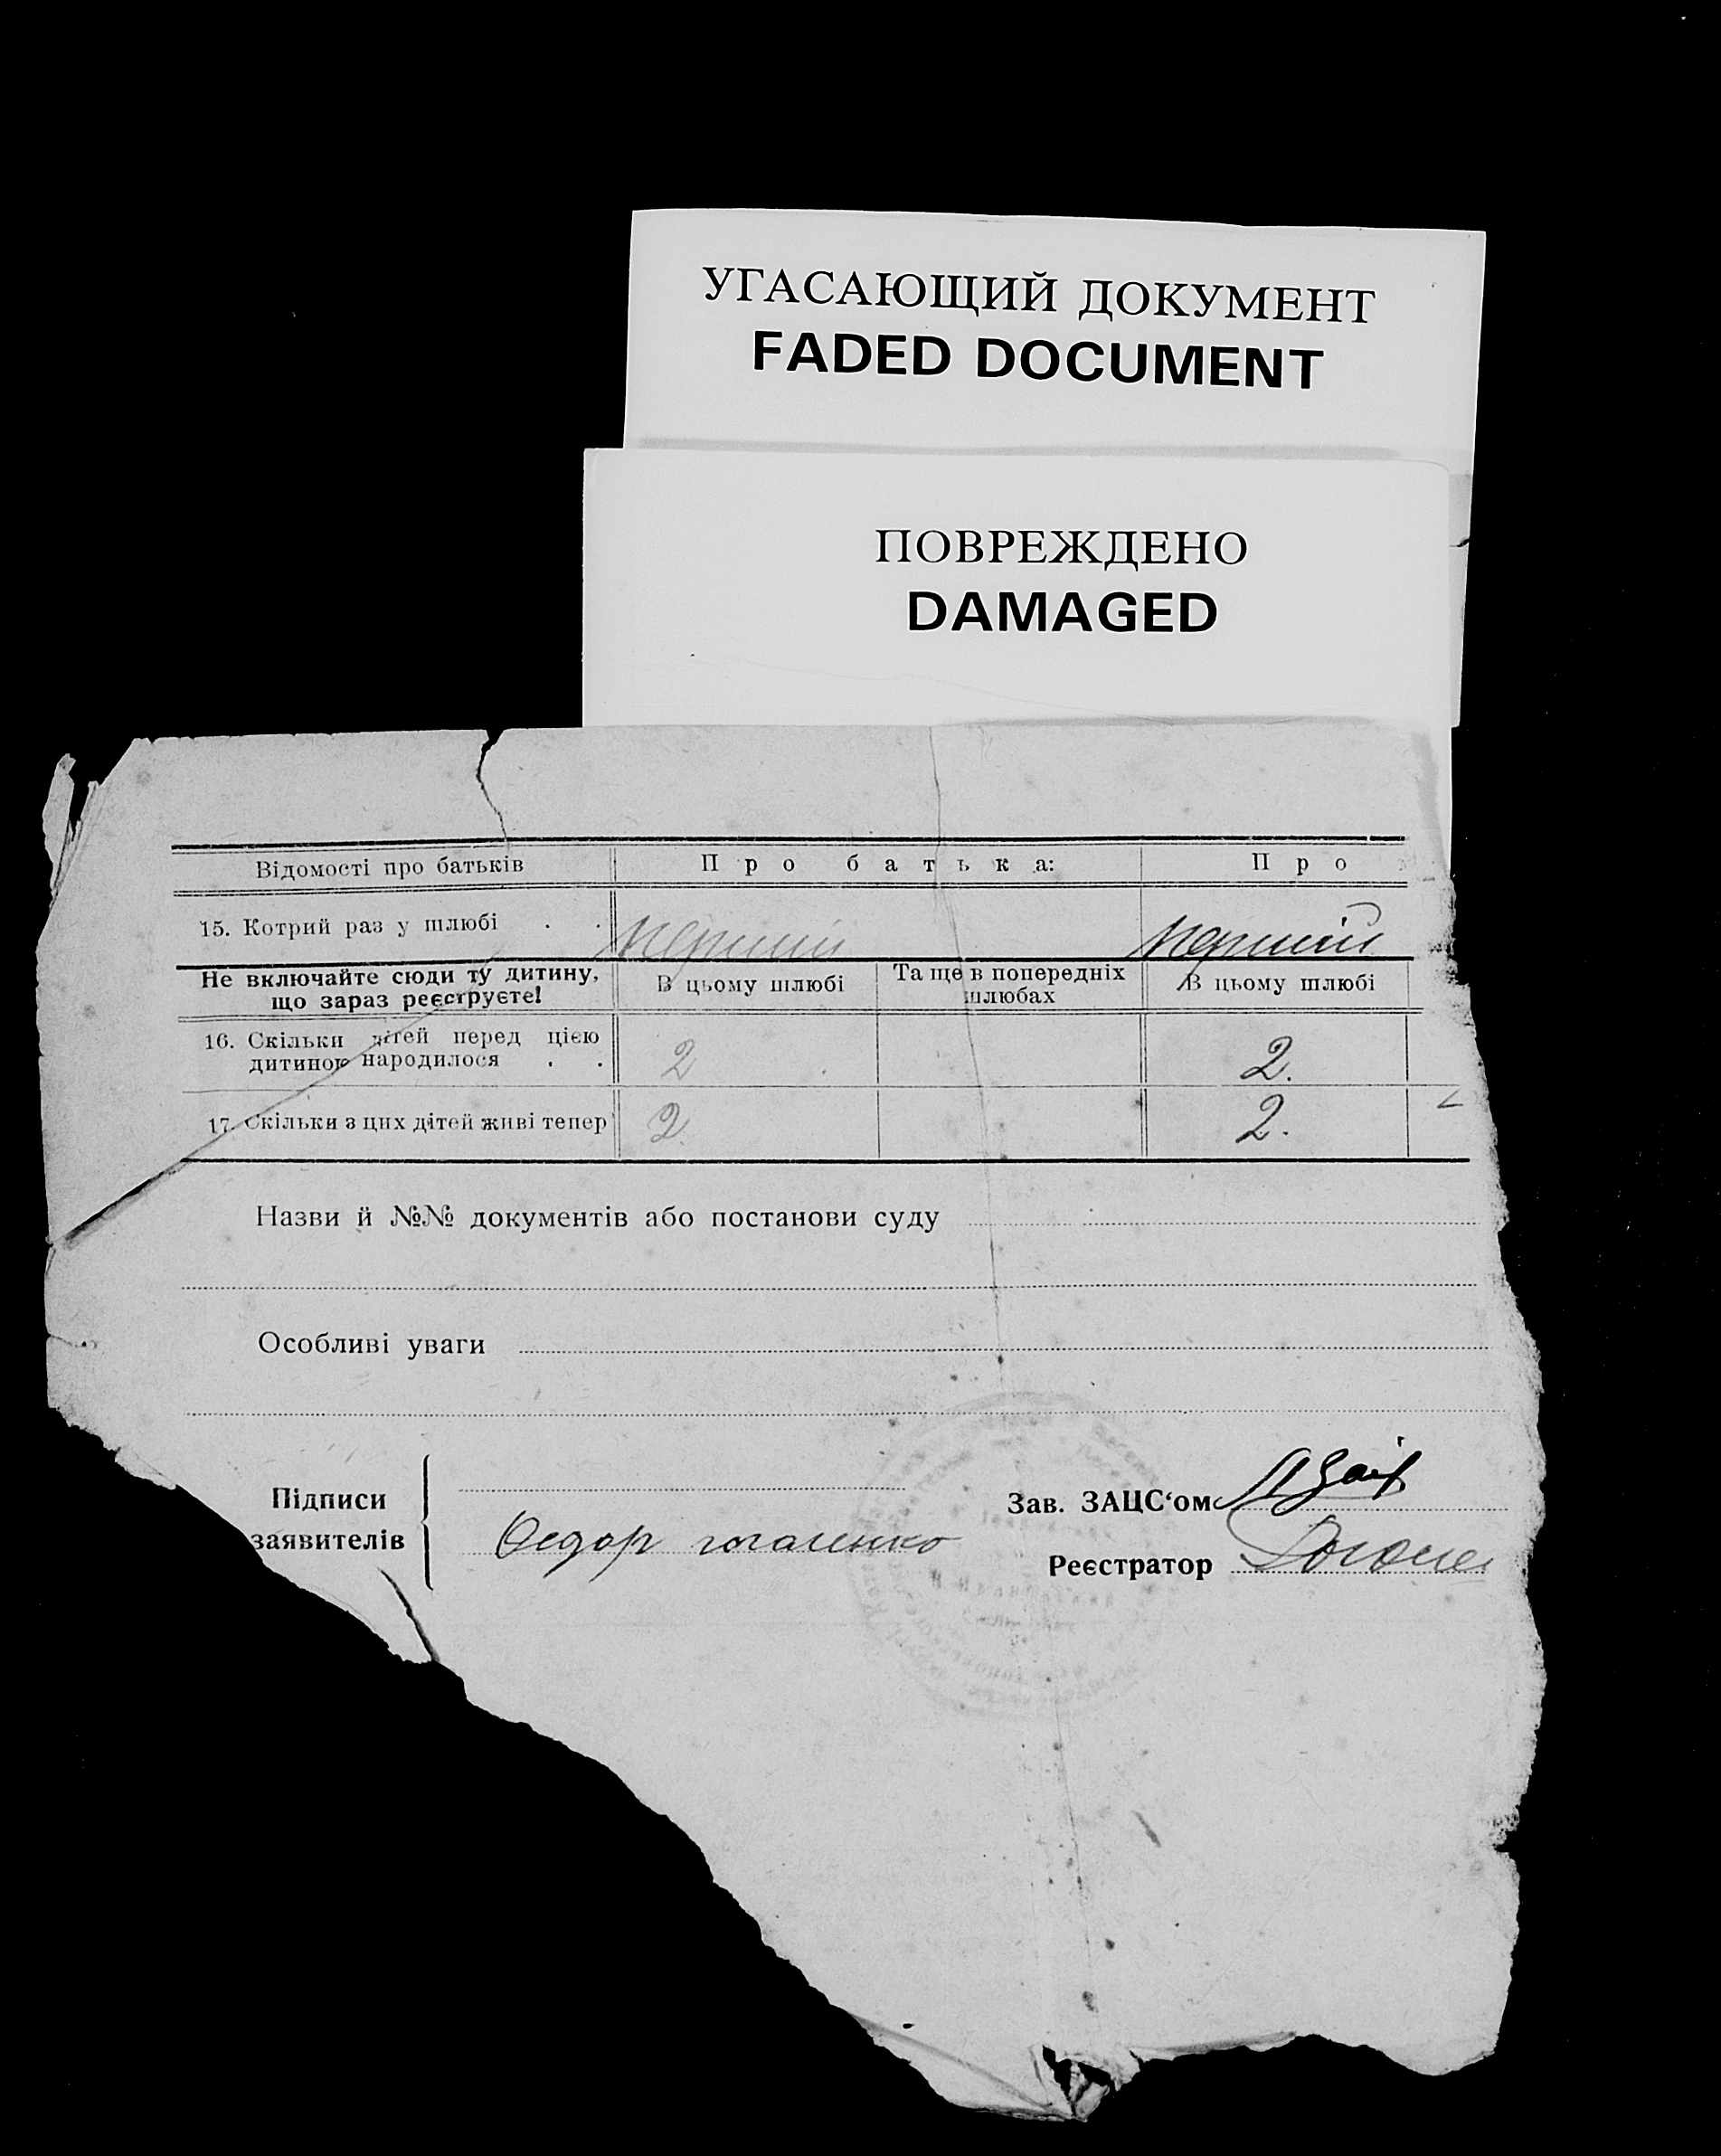 УГАСАЮЩИЙ ДОКУМЕНТ
FADED DOCUMENT
ПОВРЕЖДЕНО
DAMAGED
Відомості про батьків Про батька: Про
15. Котрий раз у шлюбі . . перший перший
Не включайте сюди ту дитину, що зараз реєструєте! В цьому шлюбі Та ще в попередніх шлюбах В цьому шлюбі
16. Скільки дітей перед цією
дитиною народилося . . 2 2.
17. Скільки з цих дітей живі тепер 2. 2.
Назви й №№ документів або постанови суду
Особливі уваги
Підписи
заявителів
Зав. ЗАЦС‘ом
Федор
Реєстратор